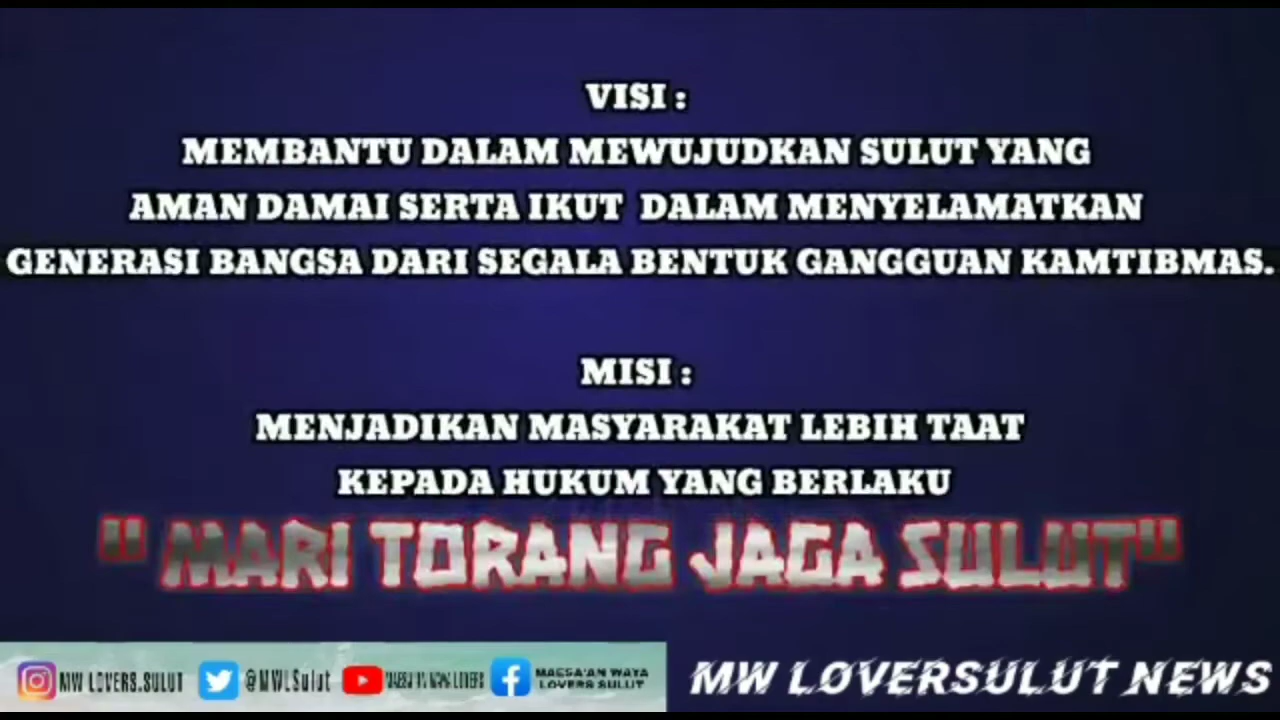 VISI :
MEMBANTU DALAM MEWUJUDKAN SULUT YANG
AMAN DAMAI SERTA IKUT DALAM MENYELAMATKAN
GENERASI BANGSA DARI SEGALA BENTUK GANGGUAN KAMTIBMAS.
MISI :
MENJADIKAN MASYARAKAT LEBIH TAAT
KEPADA HUKUM YANG BERLAKU
" MARI TORANG JAGA SULUT"
MW LOVERS.SULUT
@MWLSulut
MAESA'AN WAYA
LOVERS SULUT
MW LOVERSULUT NEWS